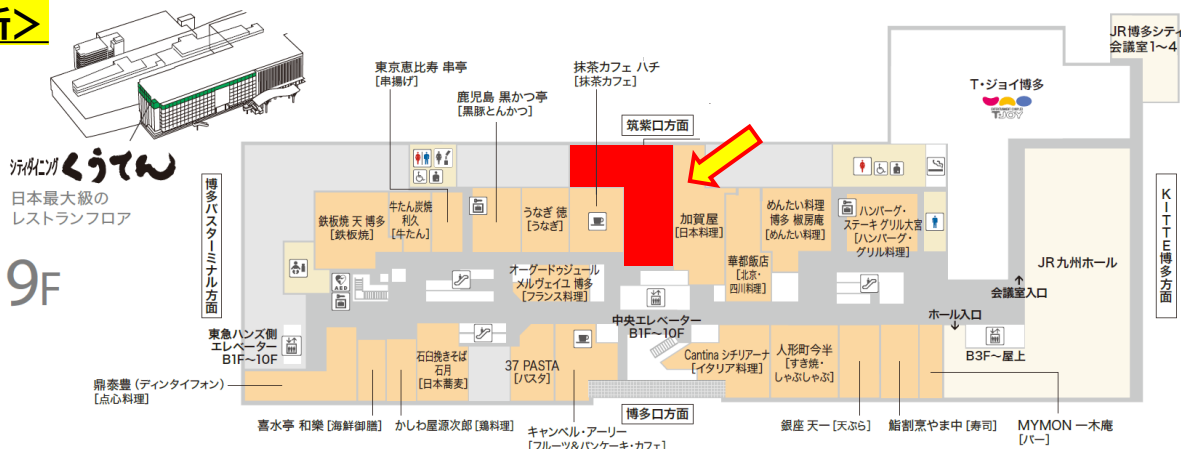 所>
シティダイニング くうてん
日本最大級の
レストランフロア
9F
東京恵比寿 串亭
[串揚げ]
鹿児島 黒かつ亭
[黒豚とんかつ]
抹茶カフェ ハチ
[抹茶カフェ]
筑紫口方面
T・ジョイ博多
T・JOY
JR博多シティ
会議室1〜4
博多バスターミナル方面
鉄板焼 天 博多
[鉄板焼]
牛たん炭焼
利久
[牛たん]
うなぎ 徳
[うなぎ]
加賀屋
[日本料理]
めんたい料理
博多 椒房庵
[めんたい料理]
ハンバーグ・
ステーキ グリル大宮
[ハンバーグ・
グリル料理]
華都飯店
[北京・
四川料理]
JR九州ホール
KITTE博多方面
AED
オーグードゥジュール
メルヴェイユ 博多
[フランス料理]
中央エレベーター
B1F〜10F
会議室入口
ホール入口
B3F〜屋上
東急ハンズ側
エレベーター
B1F〜10F
石臼挽きそば
石月
[日本蕎麦]
37 PASTA
[パスタ]
Cantina シチリアーナ
[イタリア料理]
人形町今半
[すき焼・
しゃぶしゃぶ]
鼎泰豊 (ディンタイフォン)
[点心料理]
博多口方面
喜水亭 和樂 [海鮮御膳]
かしわ屋源次郎 [鶏料理]
キャンベル・アーリー
[フルーツ&パンケーキ・カフェ]
銀座 天一 [天ぷら]
鮨割烹やま中 [寿司]
MYMON 一木庵
[バー]